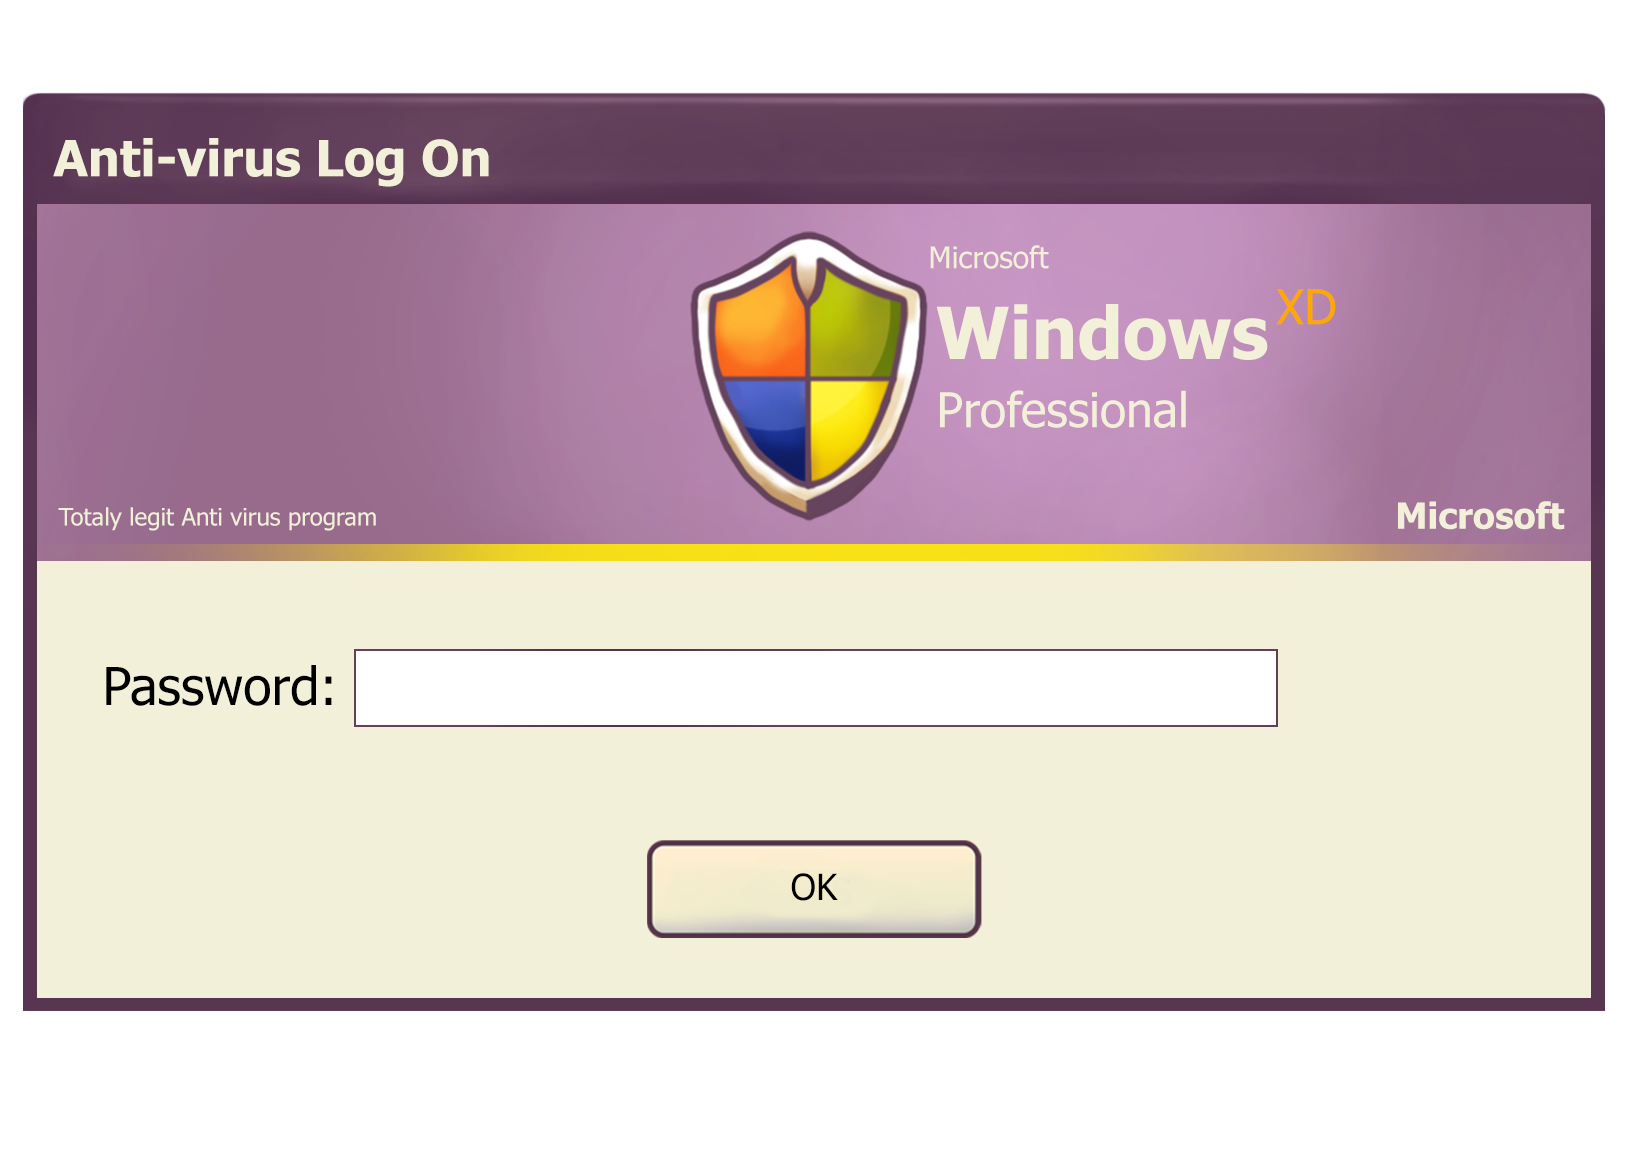 Anti-virus Log On
Microsoft
Windows XD
Professional
Totaly legit Anti virus program
Microsoft
Password:
OK